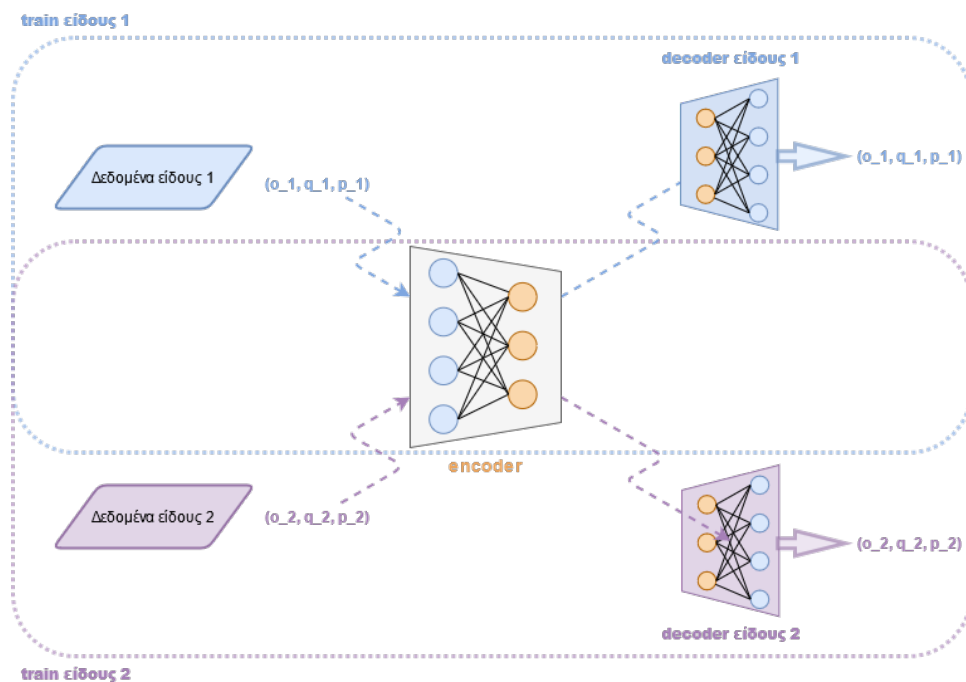 train είδους 1
decoder είδους 1
Δεδομένα είδους 1
(o_1, q_1, p_1)
(o_1, q_1, p_1)
encoder
Δεδομένα είδους 2
(o_2, q_2, p_2)
(o_2, q_2, p_2)
decoder είδους 2
train είδους 2